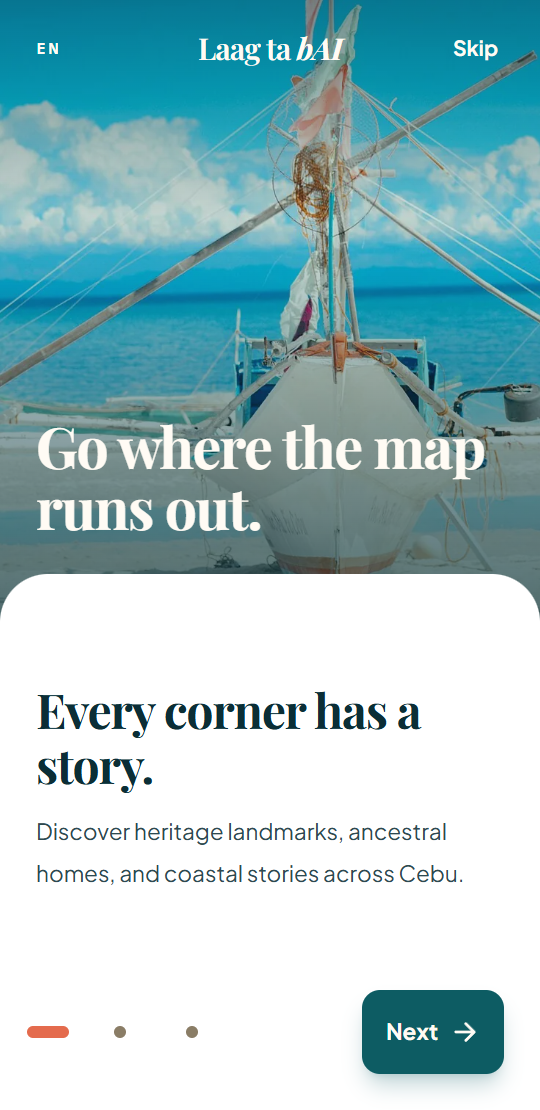 EN
Laag ta bAI
Skip
Go where the map
runs out.
Every corner has a
story.
Discover heritage landmarks, ancestral
homes, and coastal stories across Cebu.
Next